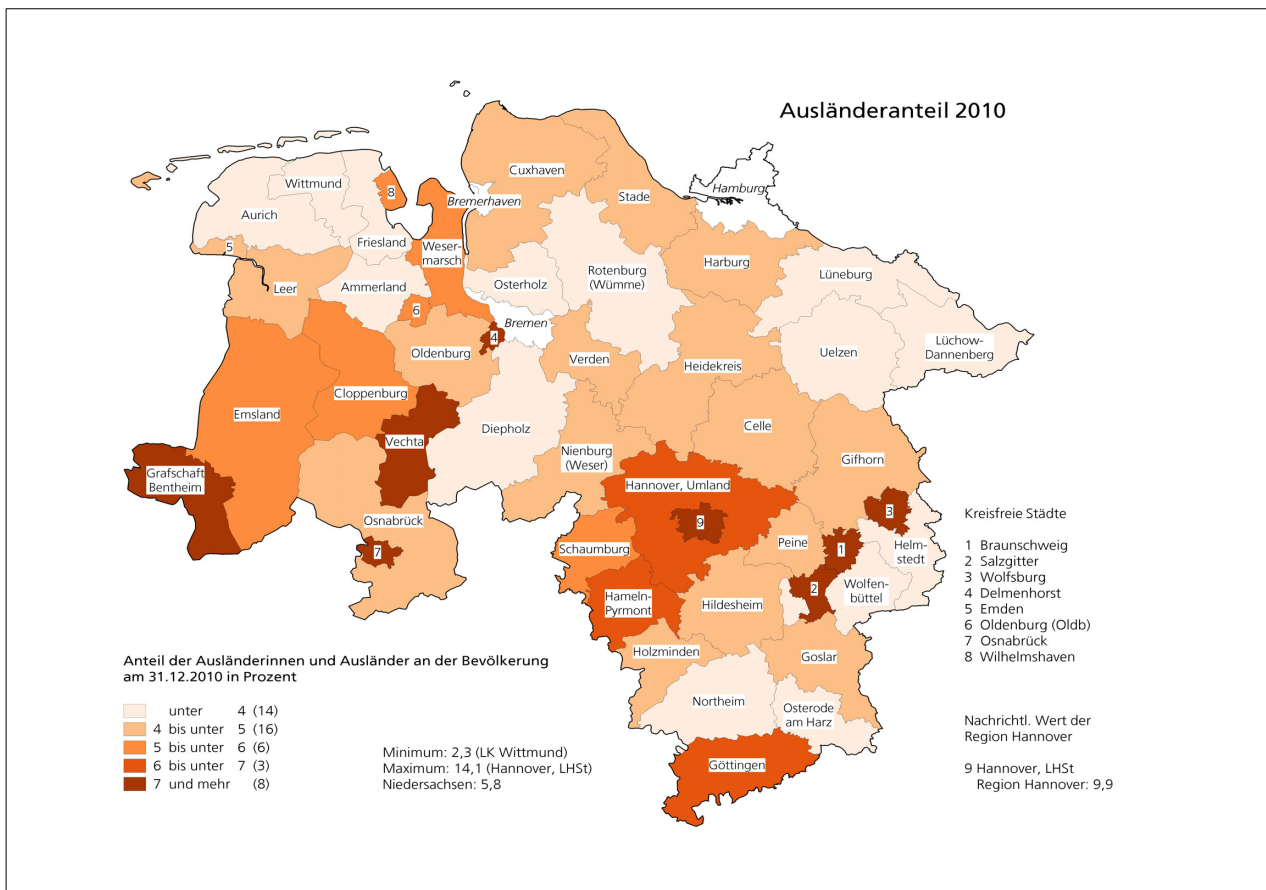 Ausländeranteil 2010
Cuxhaven
Wittmund
8
Hamburg
Stade
Bremerhaven
Aurich
Friesland
5
Weser-
marsch
Harburg
Rotenburg
(Wümme)
Lüneburg
Osterholz
Leer
Ammerland
6
Bremen
4
Lüchow-
Dannenberg
Oldenburg
Verden
Uelzen
Heidekreis
Cloppenburg
Emsland
Celle
Diepholz
Vechta
Nienburg
(Weser)
Gifhorn
Grafschaft
Bentheim
Hannover, Umland
3
Osnabrück
9
Kreisfreie Städte
7
Schaumburg
Peine
1
Helm-
stedt
1 Braunschweig
2 Salzgitter
3 Wolfsburg
4 Delmenhorst
5 Emden
6 Oldenburg (Oldb)
7 Osnabrück
8 Wilhelmshaven
2
Wolfen-
büttel
Hameln-
Pyrmont
Hildesheim
Holzminden
Goslar
Anteil der Ausländerinnen und Ausländer an der Bevölkerung
am 31.12.2010 in Prozent
Northeim
Osterode
am Harz
unter 4 (14)
4 bis unter 5 (16)
5 bis unter 6 (6)
6 bis unter 7 (3)
7 und mehr (8)
Minimum: 2,3 (LK Wittmund)
Maximum: 14,1 (Hannover, LHSt)
Niedersachsen: 5,8
Göttingen
Nachrichtl. Wert der
Region Hannover
9 Hannover, LHSt
Region Hannover: 9,9